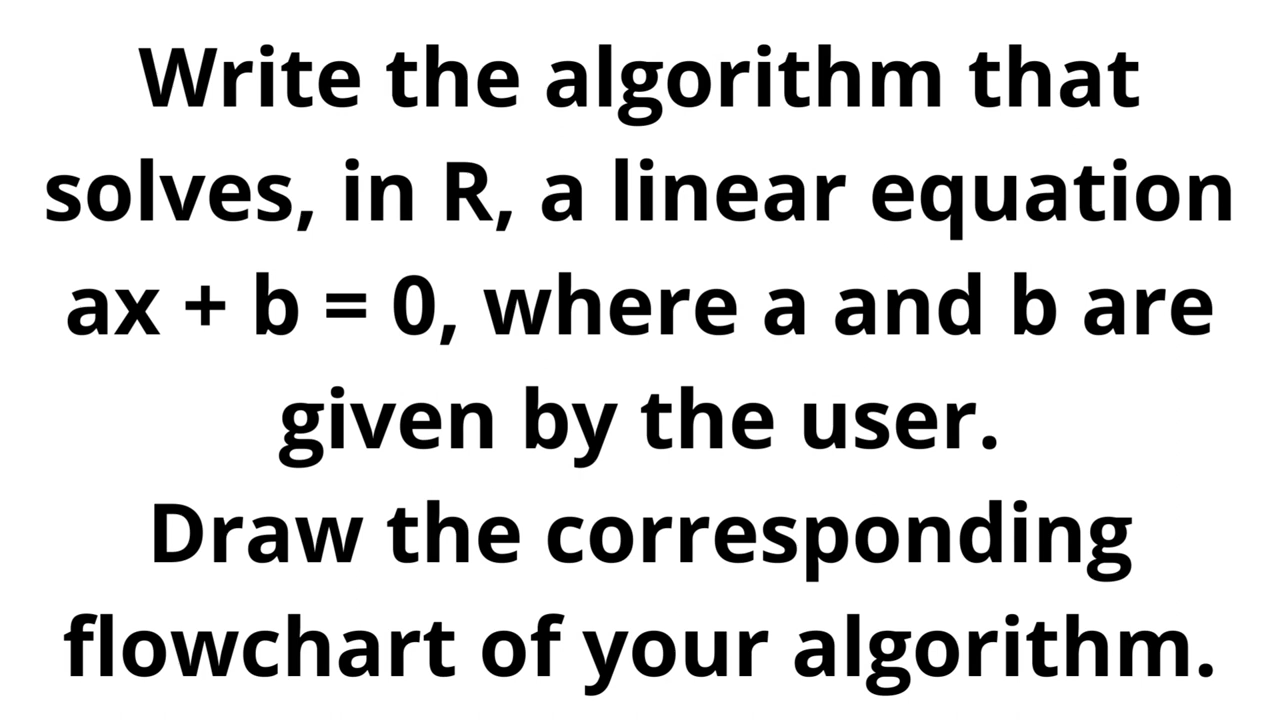 Write the algorithm that
solves, in R, a linear equation
ax + b = 0, where a and b are
given by the user.
Draw the corresponding
flowchart of your algorithm.